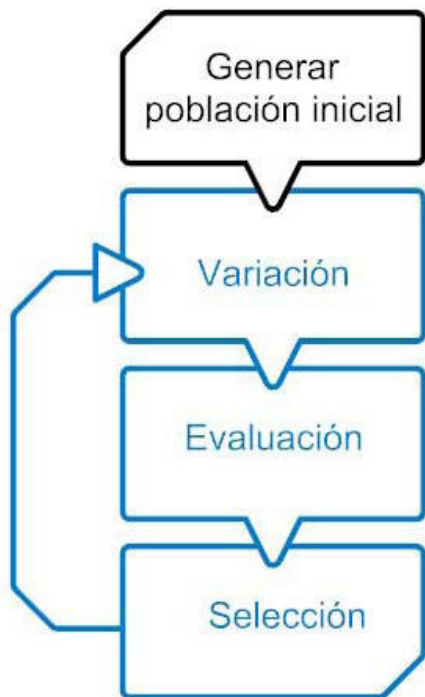 Generar
población inicial
Variación
Evaluación
Selección